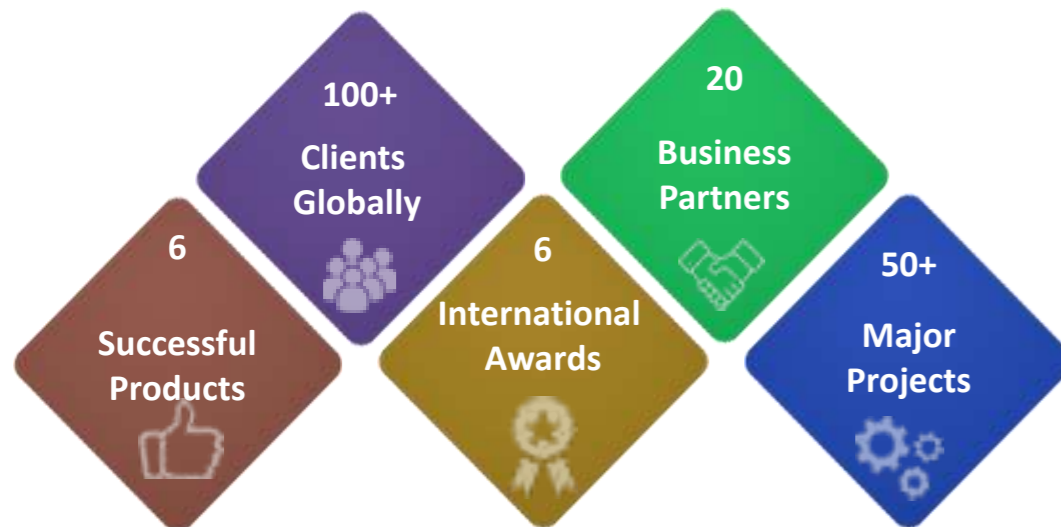 6
Successful
Products
100+
Clients
Globally
6
International
Awards
20
Business
Partners
50+
Major
Projects